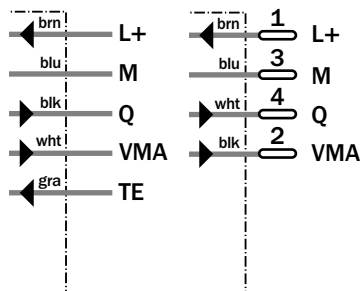 brn L+
blu M
blk Q
wht VMA
gra TE
brn 1 L+
blu 3 M
wht 4 Q
blk 2 VMA